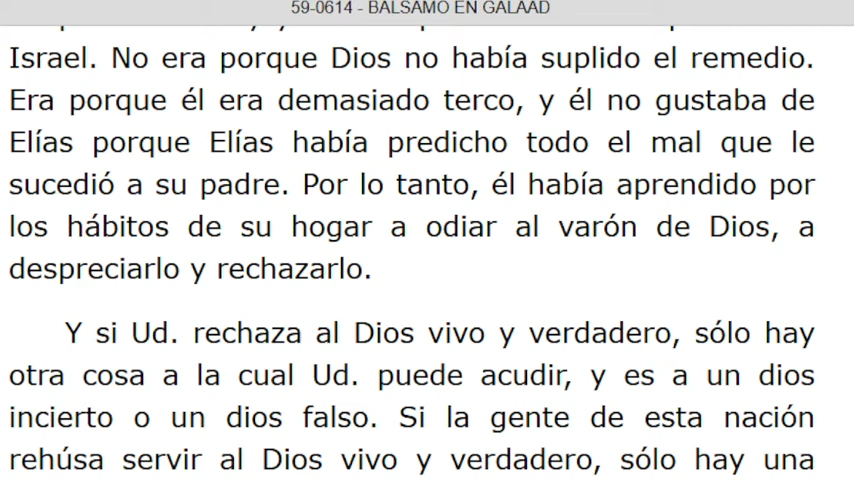 59-0614 - BALSAMO EN GALAAD
Israel. No era porque Dios no había suplido el remedio.
Era porque él era demasiado terco, y él no gustaba de
Elías porque Elías había predicho todo el mal que le
sucedió a su padre. Por lo tanto, él había aprendido por
los hábitos de su hogar a odiar al varón de Dios, a
despreciarlo y rechazarlo.
Y si Ud. rechaza al Dios vivo y verdadero, sólo hay
otra cosa a la cual Ud. puede acudir, y es a un dios
incierto o un dios falso. Si la gente de esta nación
rehúsa servir al Dios vivo y verdadero, sólo hay una